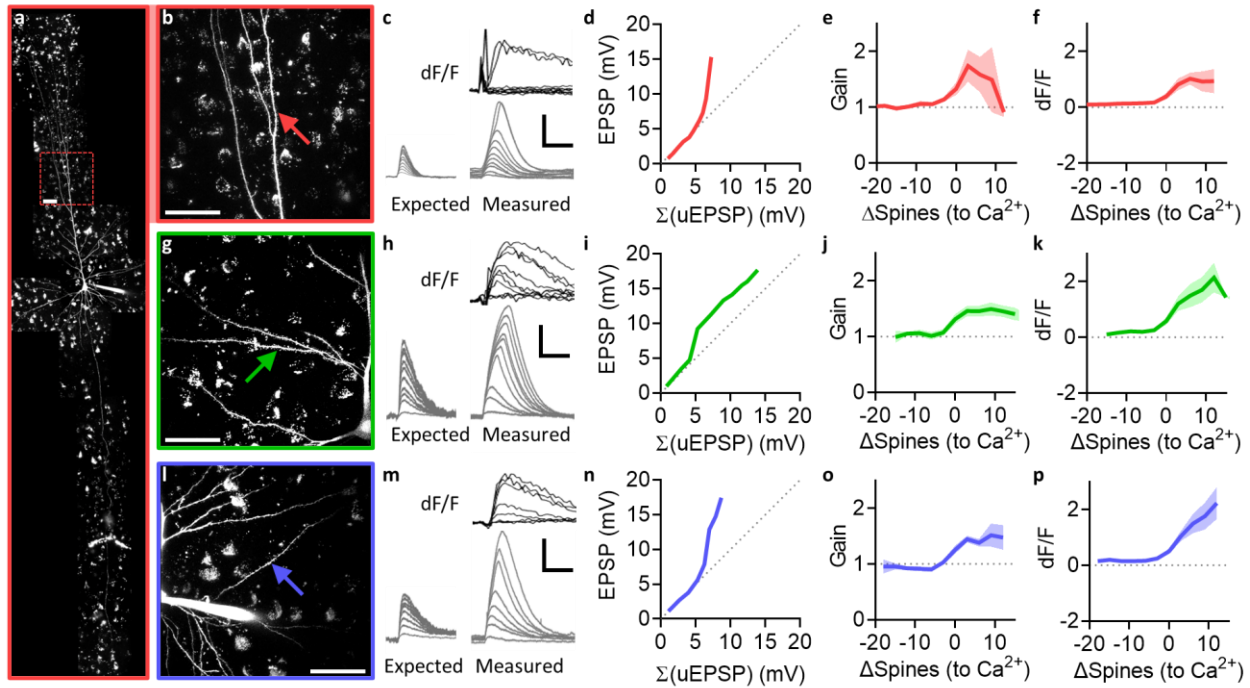 a
b
c
dF/F
Expected Measured
d
EPSP (mV)
20
15
10
5
0
0 5 10 15 20
Σ(uEPSP) (mV)
e
Gain
2
1
0
-20 -10 0 10
ΔSpines (to Ca²⁺)
f
dF/F
2
0
-2
-20 -10 0 10
ΔSpines (to Ca²⁺)
g
h
dF/F
Expected Measured
i
EPSP (mV)
20
15
10
5
0
0 5 10 15 20
Σ(uEPSP) (mV)
j
Gain
2
1
0
-20 -10 0 10
ΔSpines (to Ca²⁺)
k
dF/F
2
0
-2
-20 -10 0 10
ΔSpines (to Ca²⁺)
l
m
dF/F
Expected Measured
n
EPSP (mV)
20
15
10
5
0
0 5 10 15 20
Σ(uEPSP) (mV)
o
Gain
2
1
0
-20 -10 0 10
ΔSpines (to Ca²⁺)
p
dF/F
2
0
-2
-20 -10 0 10
ΔSpines (to Ca²⁺)